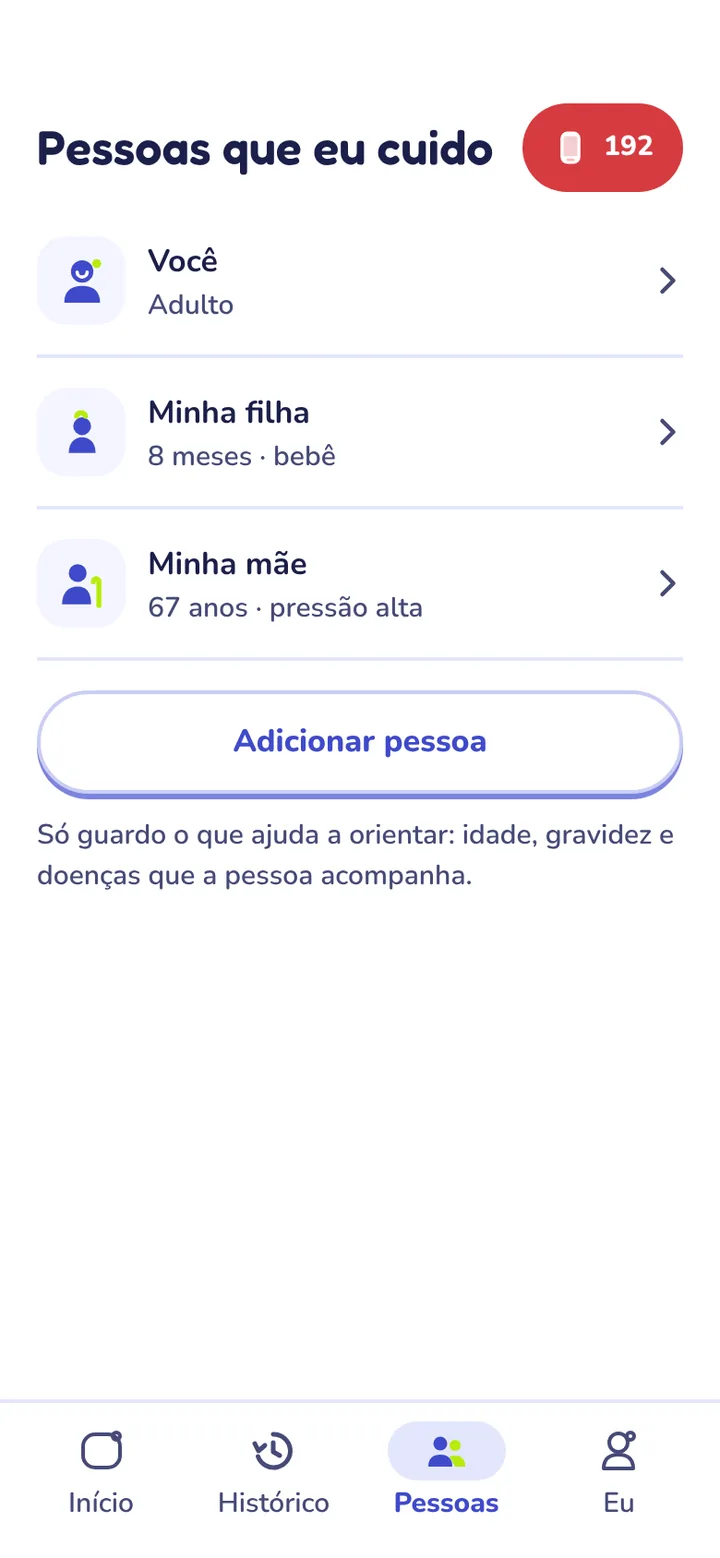 Pessoas que eu cuido
192
Você
Adulto
Minha filha
8 meses · bebê
Minha mãe
67 anos · pressão alta
Adicionar pessoa
Só guardo o que ajuda a orientar: idade, gravidez e
doenças que a pessoa acompanha.
Início
Histórico
Pessoas
Eu